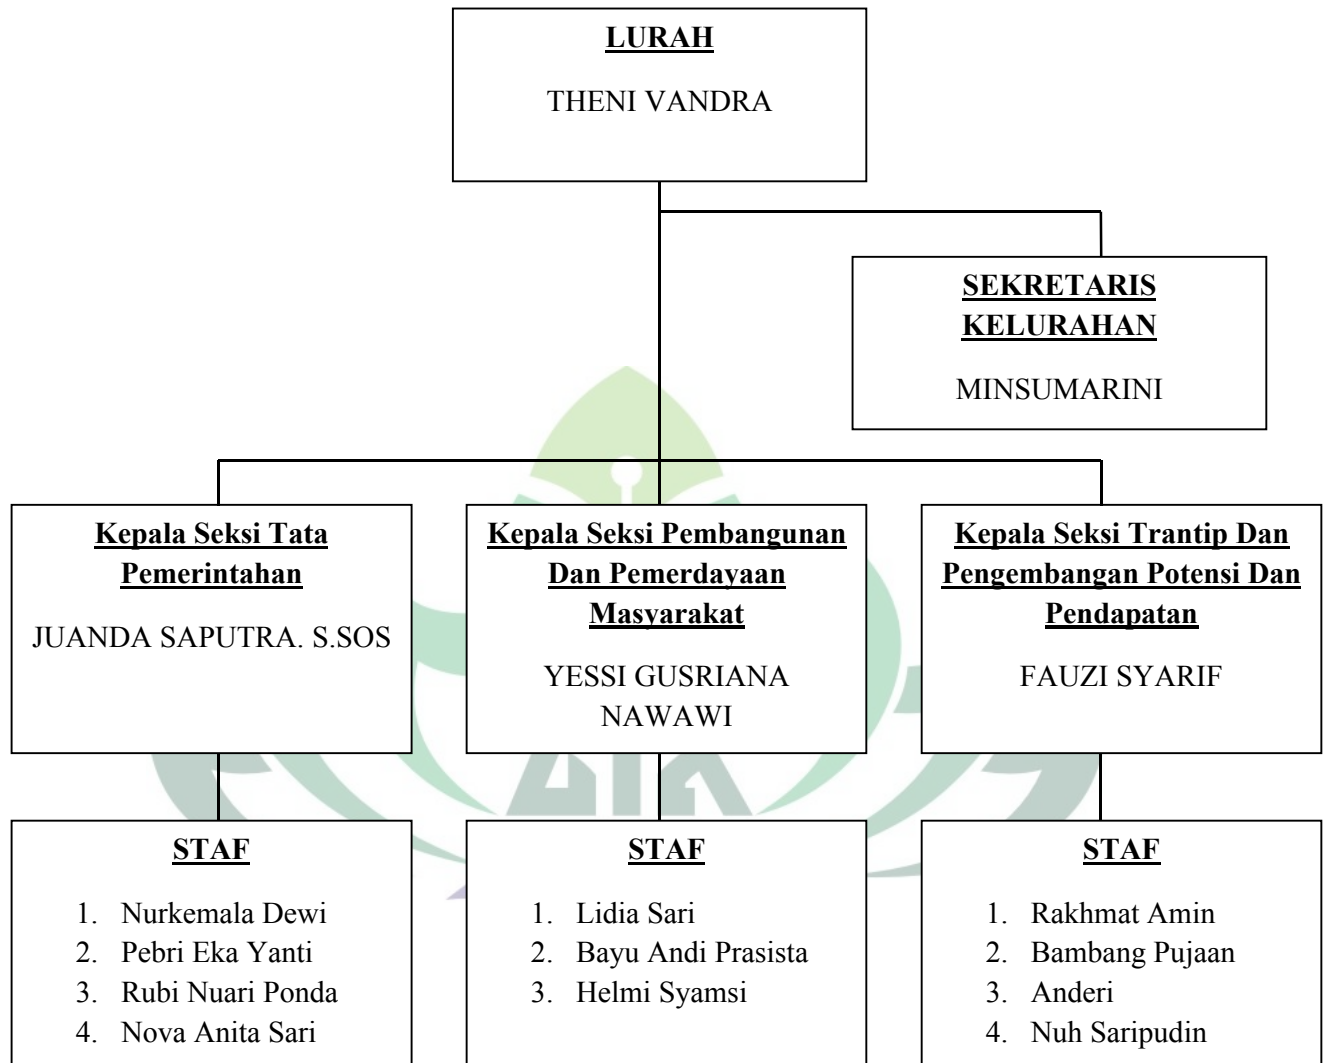 LURAH
THENI VANDRA
SEKRETARIS
KELURAHAN
MINSUMARINI
Kepala Seksi Tata
Pemerintahan
JUANDA SAPUTRA. S.SOS
Kepala Seksi Pembangunan
Dan Pemerdayaan
Masyarakat
YESSI GUSRIANA
NAWAWI
Kepala Seksi Trantip Dan
Pengembangan Potensi Dan
Pendapatan
FAUZI SYARIF
STAF
1. Nurkemala Dewi
2. Pebri Eka Yanti
3. Rubi Nuari Ponda
4. Nova Anita Sari
STAF
1. Lidia Sari
2. Bayu Andi Prasista
3. Helmi Syamsi
STAF
1. Rakhmat Amin
2. Bambang Pujaan
3. Anderi
4. Nuh Saripudin